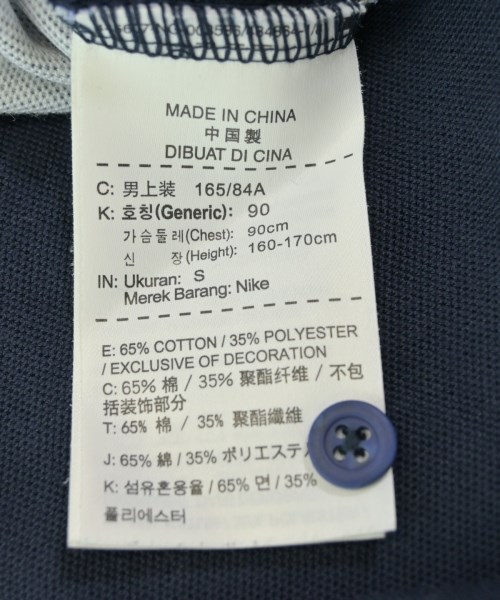 MADE IN CHINA
中国製
DIBUAT DI CINA
C: 男上装 165/84A
K: 호칭(Generic): 90
가슴둘레(Chest): 90cm
신 장(Height): 160-170cm
IN: Ukuran: S
Merek Barang: Nike
E: 65% COTTON / 35% POLYESTER
/ EXCLUSIVE OF DECORATION
C: 65% 棉 / 35% 聚酯纤维 / 不包
括装饰部分
T: 65% 棉 / 35% 聚酯纖維
J: 65% 綿 / 35% ポリエステ
K: 섬유혼용율 / 65% 면 / 35%
폴리에스터